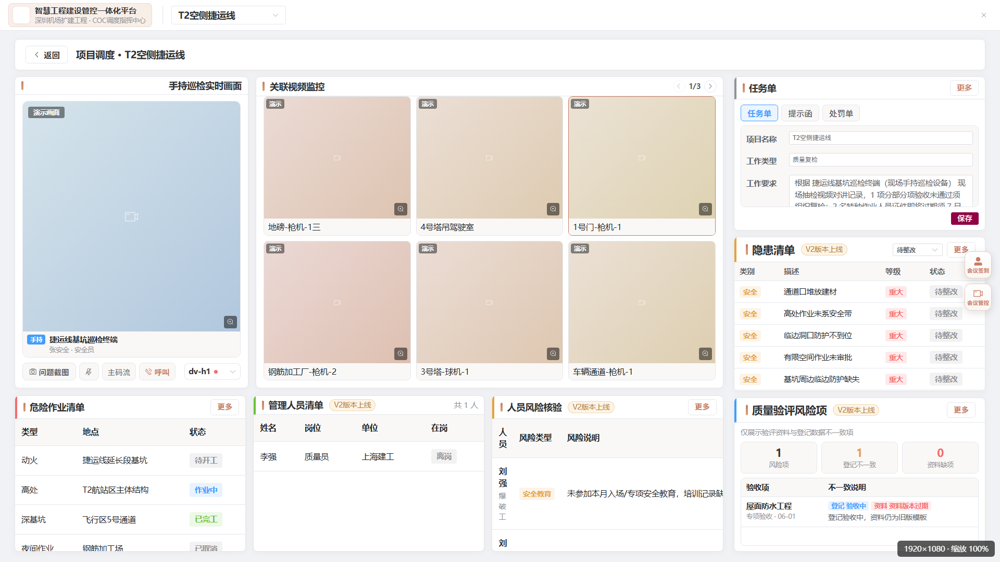 智慧工程建设管控一体化平台
深圳机场扩建工程 · COC调度指挥中心
T2空侧捷运线
返回
项目调度 • T2空侧捷运线
手持巡检实时画面
演示画面
手持 捷运线基坑巡检终端
张安全 · 安全员
问题截图
主码流
呼叫
dv-h1
关联视频监控
1/3
演示
演示
演示
地磅-枪机-1三
4号塔吊驾驶室
1号门-枪机-1
演示
演示
演示
钢筋加工厂-枪机-2
3号塔-球机-1
车辆通道-枪机-1
任务单
更多
任务单 提示函 处罚单
项目名称 T2空侧捷运线
工作类型 质量复检
工作要求 根据 捷运线基坑巡检终端（现场手持巡检设备） 现
场抽检视频对讲记录，1 项分部分项验收未通过须
组织复检；2 名特种作业人员证件即将过期须 7 日
保存
隐患清单 V2版本上线 待整改 更多
类别 描述 等级 状态
安全 通道口堆放建材 重大 待整改
安全 高处作业未系安全带 重大 待整改
安全 临边洞口防护不到位 重大 待整改
安全 有限空间作业未审批 重大 待整改
安全 基坑周边临边防护缺失 重大 待整改
会议签到
会议管控
危险作业清单 更多
类型 地点 状态
动火 捷运线延长段基坑 待开工
高处 T2航站区主体结构 作业中
深基坑 飞行区5号通道 已完工
夜间作业 钢筋加工场 已取消
管理人员清单 V2版本上线 共 1 人
姓名 岗位 单位 在岗
李强 质量员 上海建工 离岗
人员风险核验 V2版本上线 更多
人员 风险类型 风险说明
刘强
爆破工
安全教育
未参加本月入场/专项安全教育，培训记录缺
刘
质量验评风险项 V2版本上线 更多
仅展示验评资料与登记数据不一致项
1 1 0
风险项 登记不一致 资料缺项
验收项 不一致说明
屋面防水工程 登记 验收中 资料 资料版本过期
专项验收 · 06-01 登记验收中，资料仍为旧版模板
1920×1080 · 缩放 100%